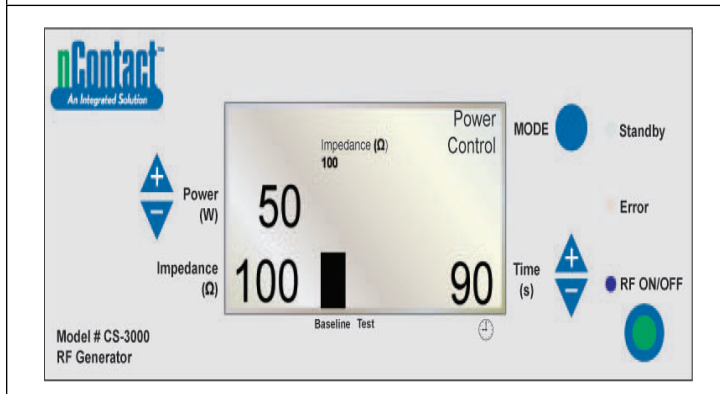 nContact™
An Integrated Solution
Power
Control
Impedance (Ω)
100
MODE
Standby
+
Power
(W)
50
−
Error
Impedance
(Ω)
100
90
Time
(s)
+
−
RF ON/OFF
Baseline Test
Model # CS-3000
RF Generator